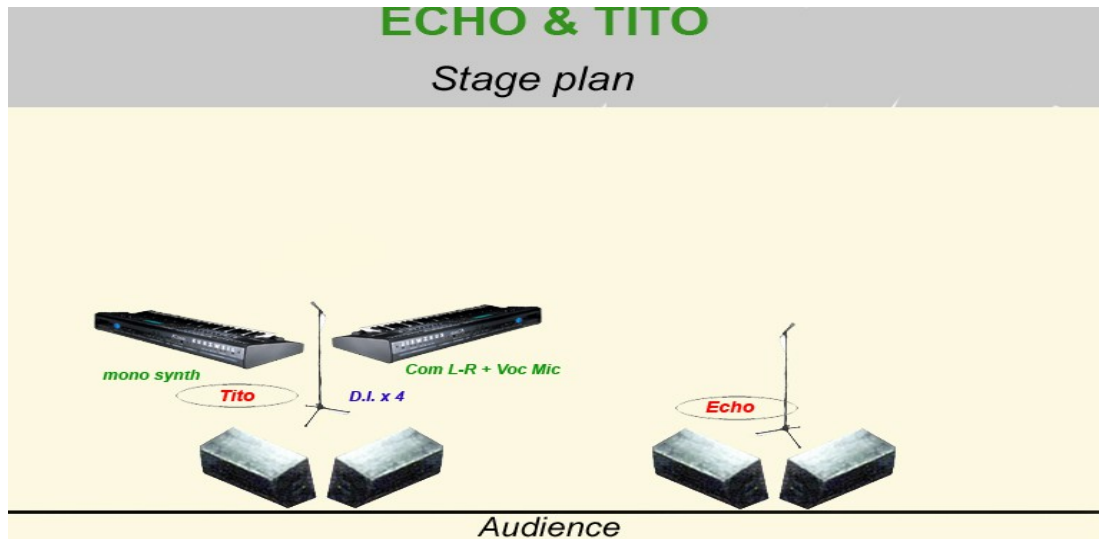 ECHO & TITO
Stage plan
mono synth
Com L-R + Voc Mic
Tito
D.I. x 4
Echo
Audience